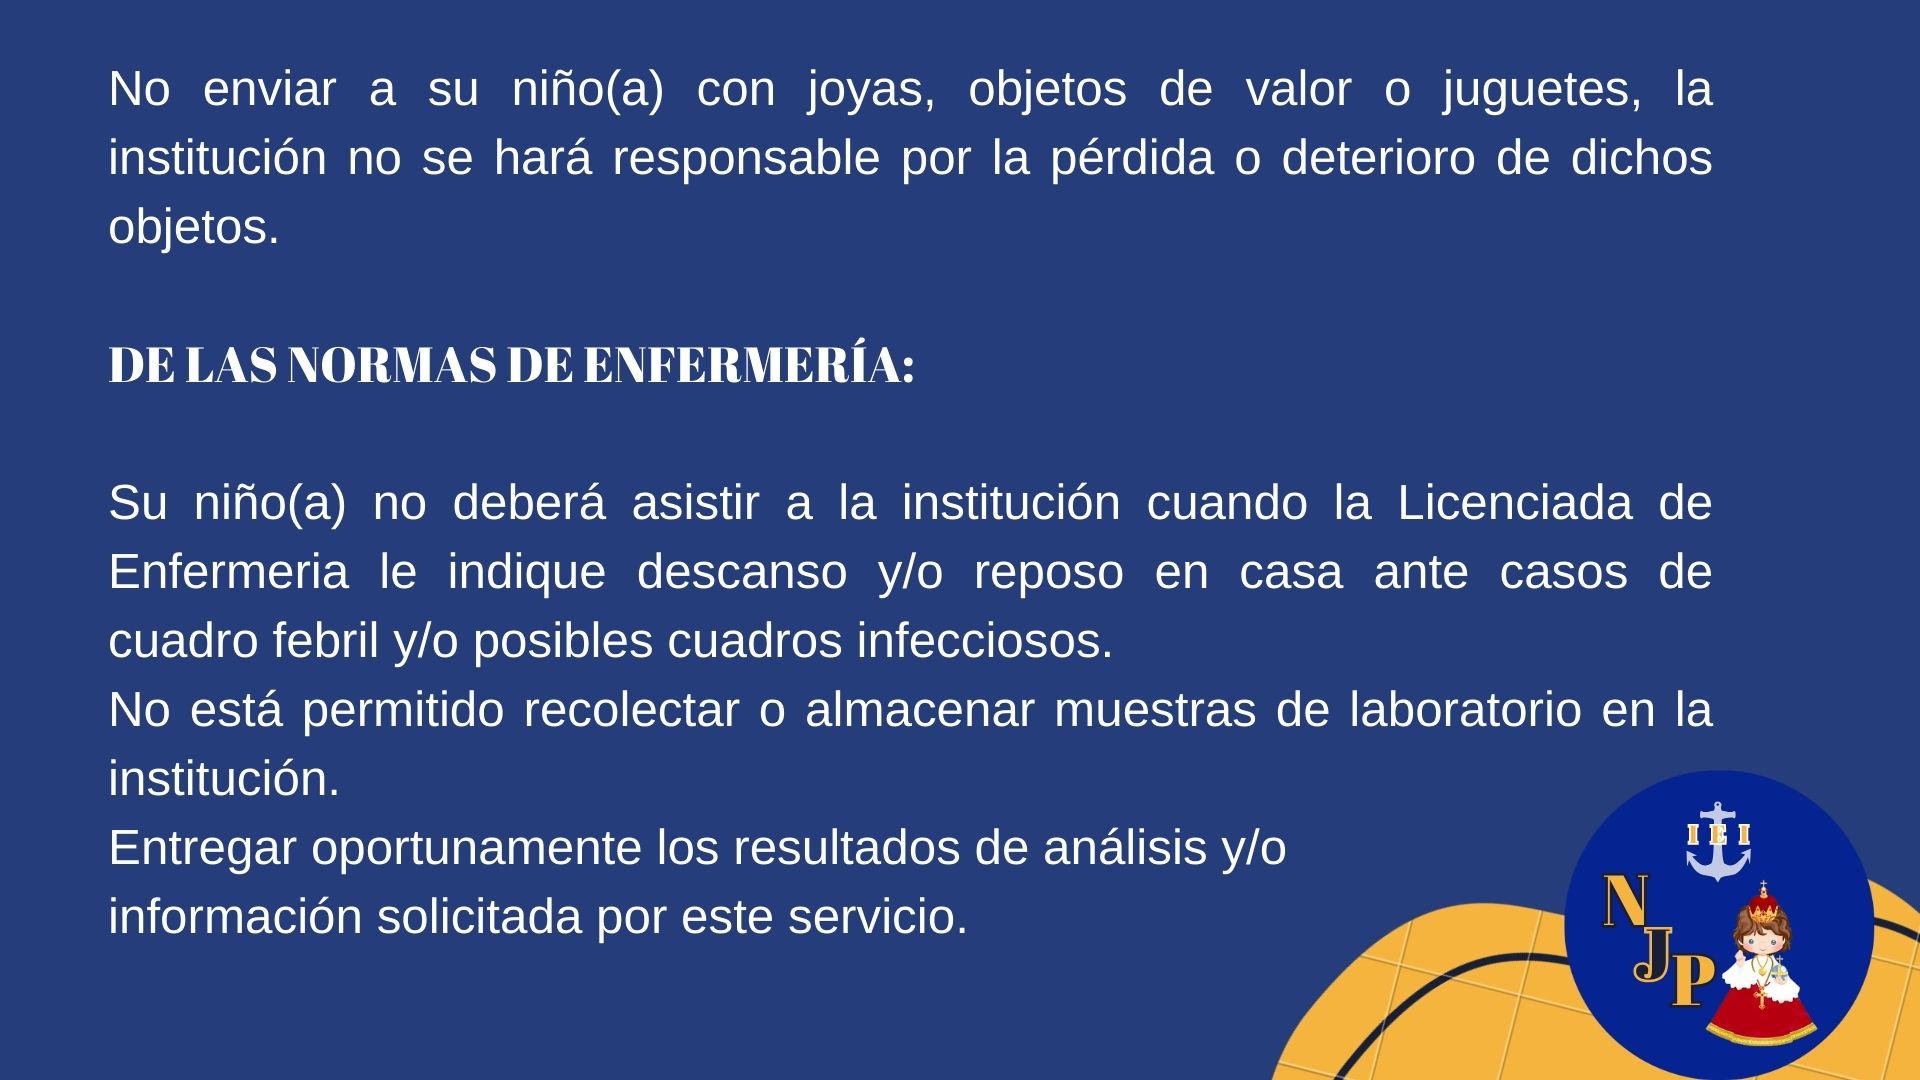 No enviar a su niño(a) con joyas, objetos de valor o juguetes, la
institución no se hará responsable por la pérdida o deterioro de dichos
objetos.
DE LAS NORMAS DE ENFERMERÍA:
Su niño(a) no deberá asistir a la institución cuando la Licenciada de
Enfermeria le indique descanso y/o reposo en casa ante casos de
cuadro febril y/o posibles cuadros infecciosos.
No está permitido recolectar o almacenar muestras de laboratorio en la
institución.
Entregar oportunamente los resultados de análisis y/o
información solicitada por este servicio.
I E I
N
J
P